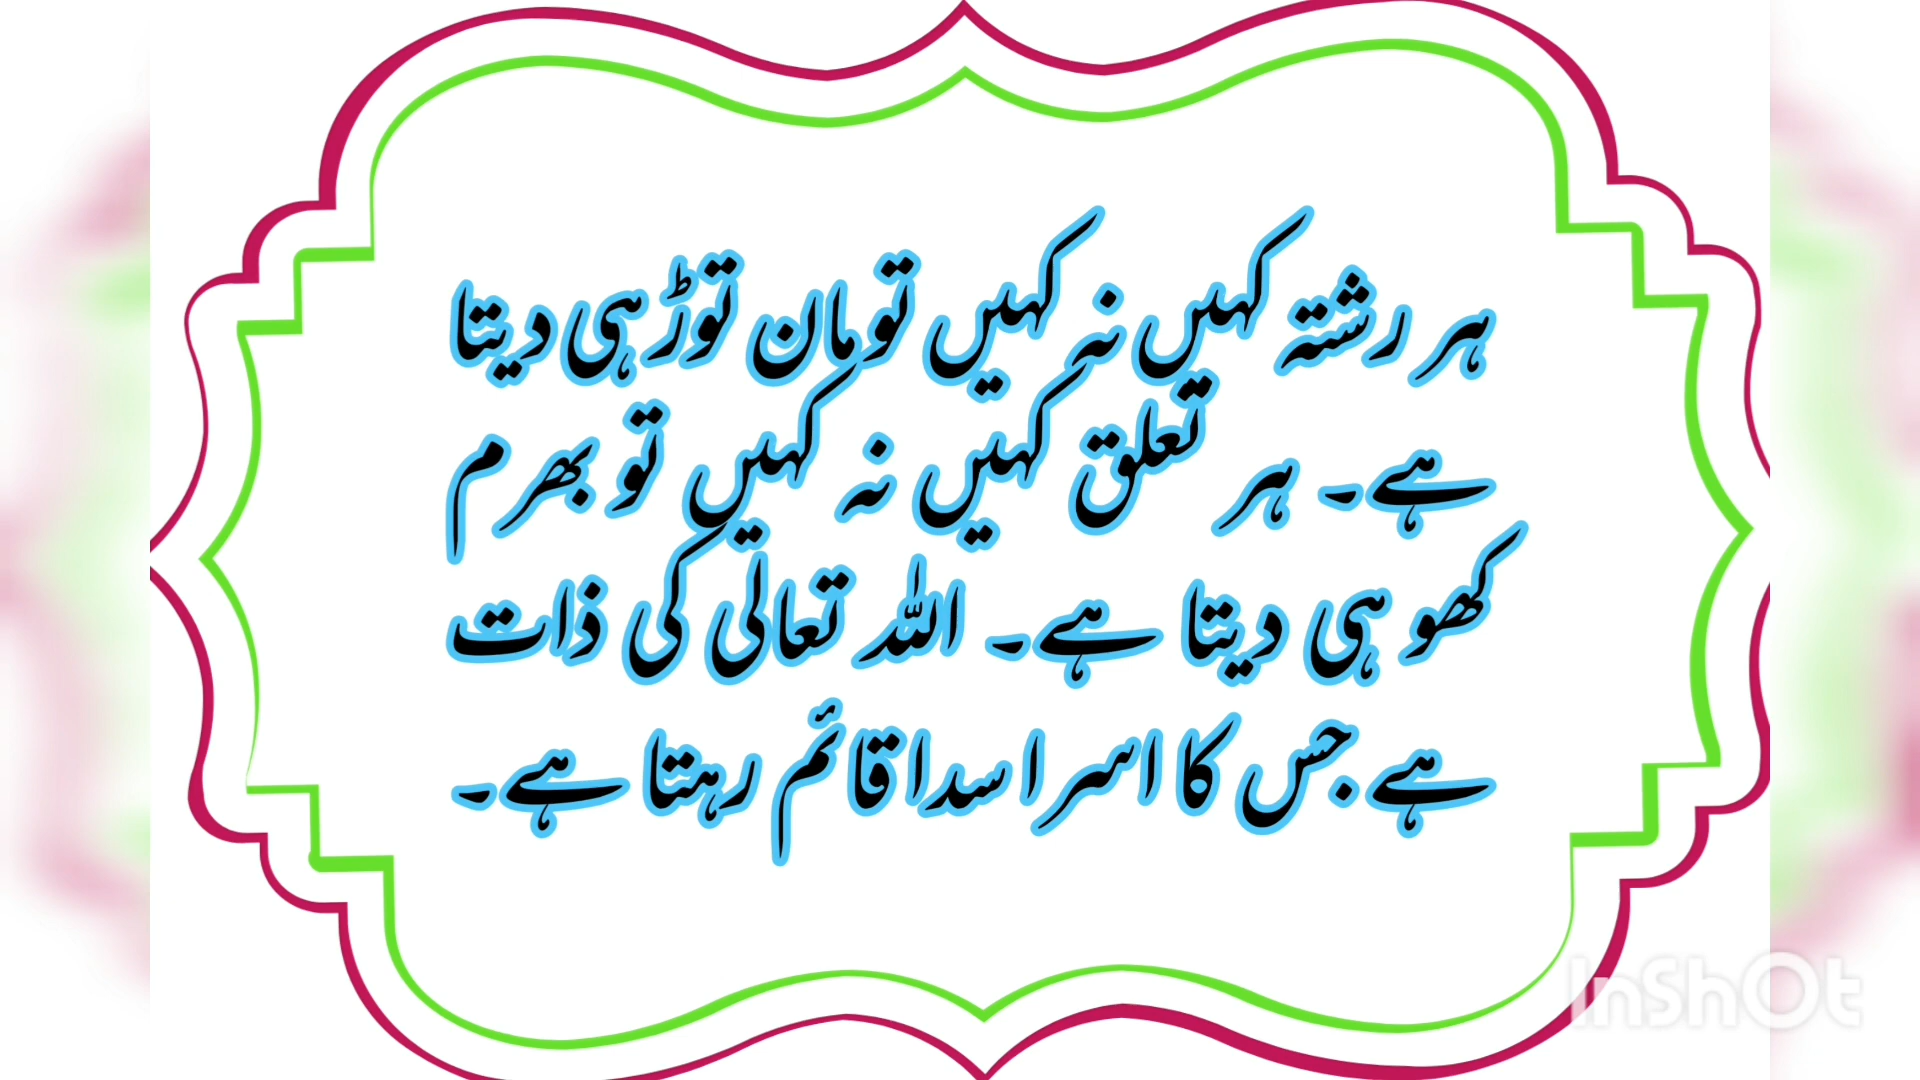 ہر رشتہ کہیں نہ کہیں تو مان توڑ ہی دیتا
ہے۔ ہر تعلق کہیں نہ کہیں تو بھرم
کھو ہی دیتا ہے۔ اللہ تعالی کی ذات
ہے جس کا اسرا سدا قائم رہتا ہے۔
InShOt